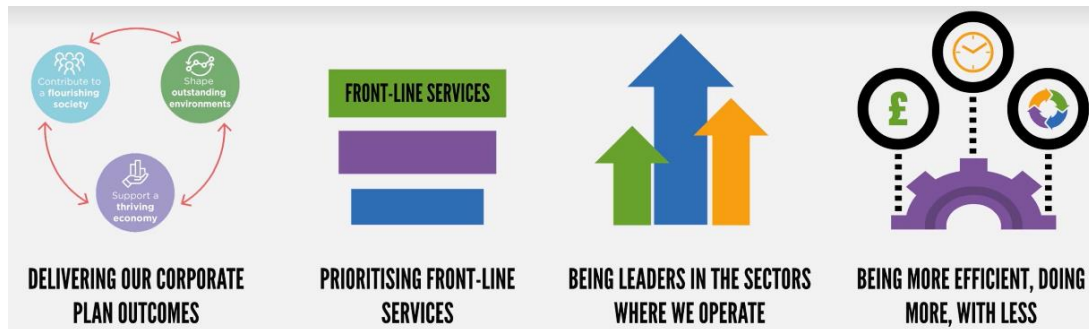 Contribute to
a flourishing
society
Shape
outstanding
environments
Support a
thriving
economy
DELIVERING OUR CORPORATE
PLAN OUTCOMES
FRONT-LINE SERVICES
PRIORITISING FRONT-LINE
SERVICES
BEING LEADERS IN THE SECTORS
WHERE WE OPERATE
£
BEING MORE EFFICIENT, DOING
MORE, WITH LESS